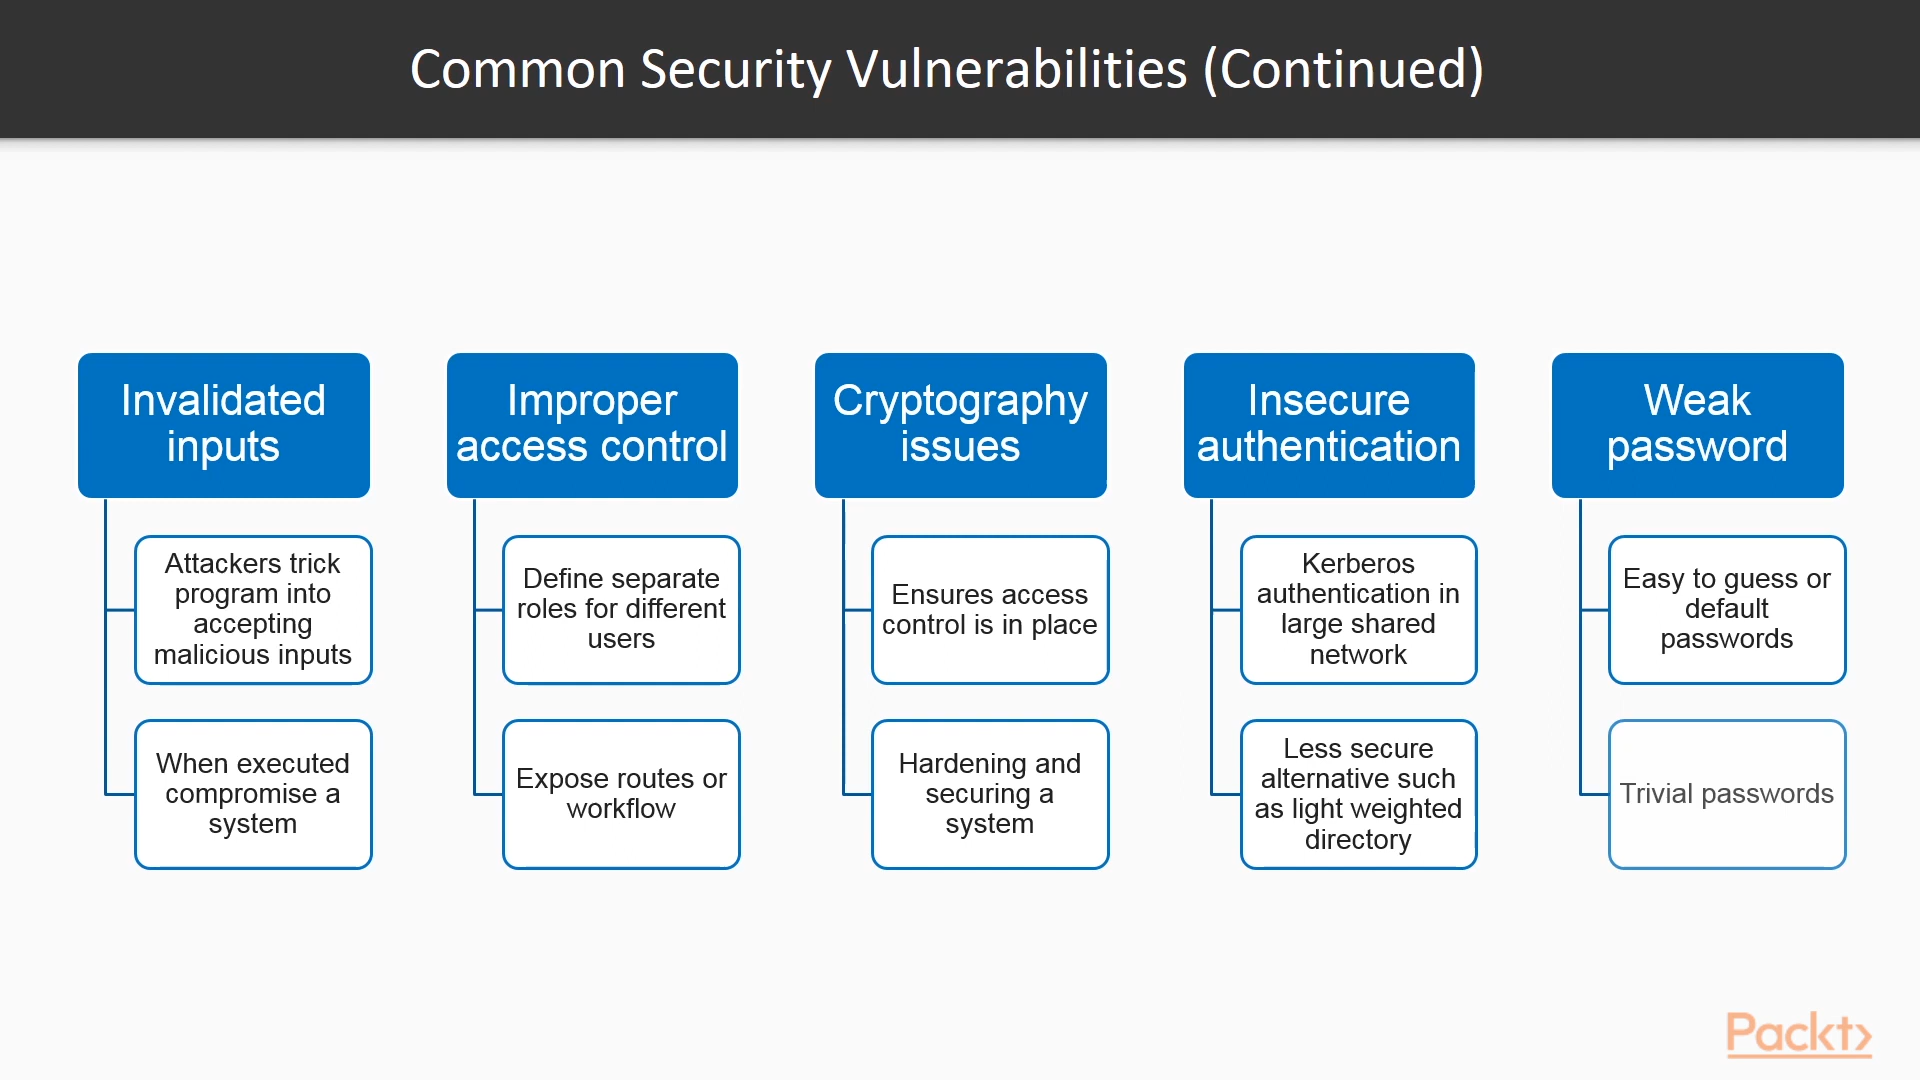 Common Security Vulnerabilities (Continued)
Invalidated
inputs
Attackers trick
program into
accepting
malicious inputs
When executed
compromise a
system
Improper
access control
Define separate
roles for different
users
Expose routes or
workflow
Cryptography
issues
Ensures access
control is in place
Hardening and
securing a
system
Insecure
authentication
Kerberos
authentication in
large shared
network
Less secure
alternative such
as light weighted
directory
Weak
password
Easy to guess or
default
passwords
Trivial passwords
Packt>